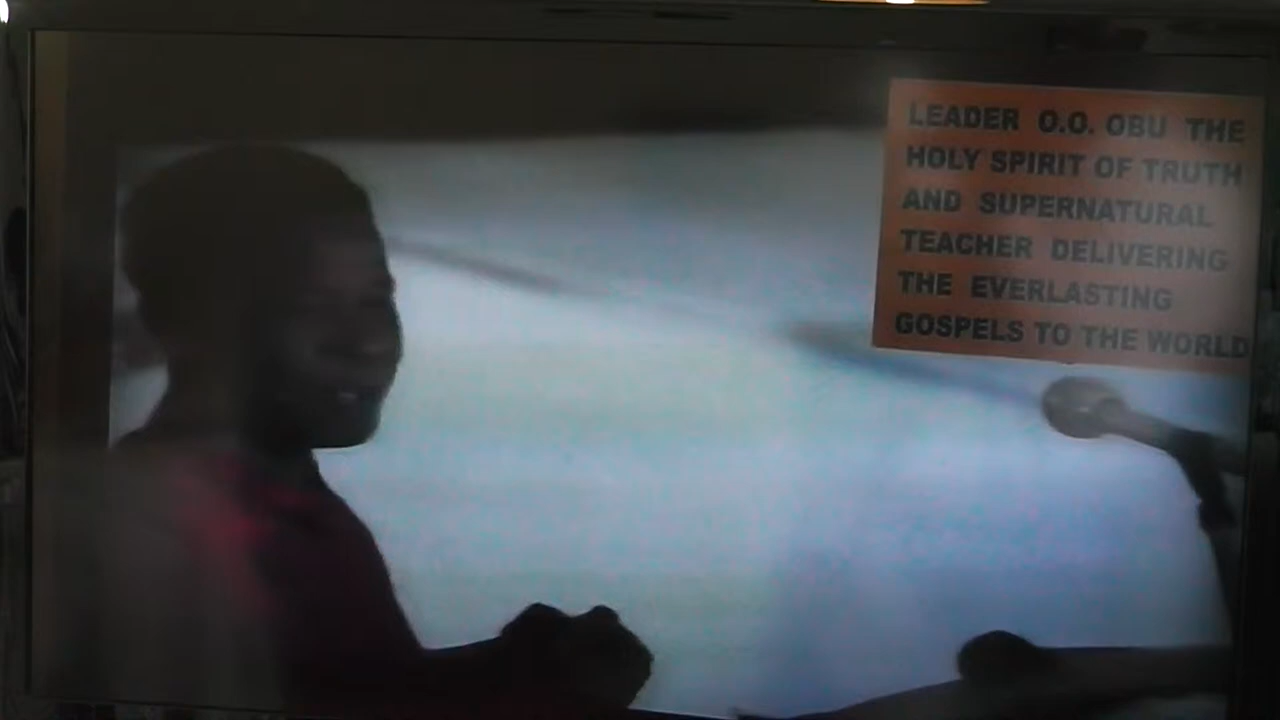 LEADER O.O. OBU THE
HOLY SPIRIT OF TRUTH
AND SUPERNATURAL
TEACHER DELIVERING
THE EVERLASTING
GOSPELS TO THE WORLD